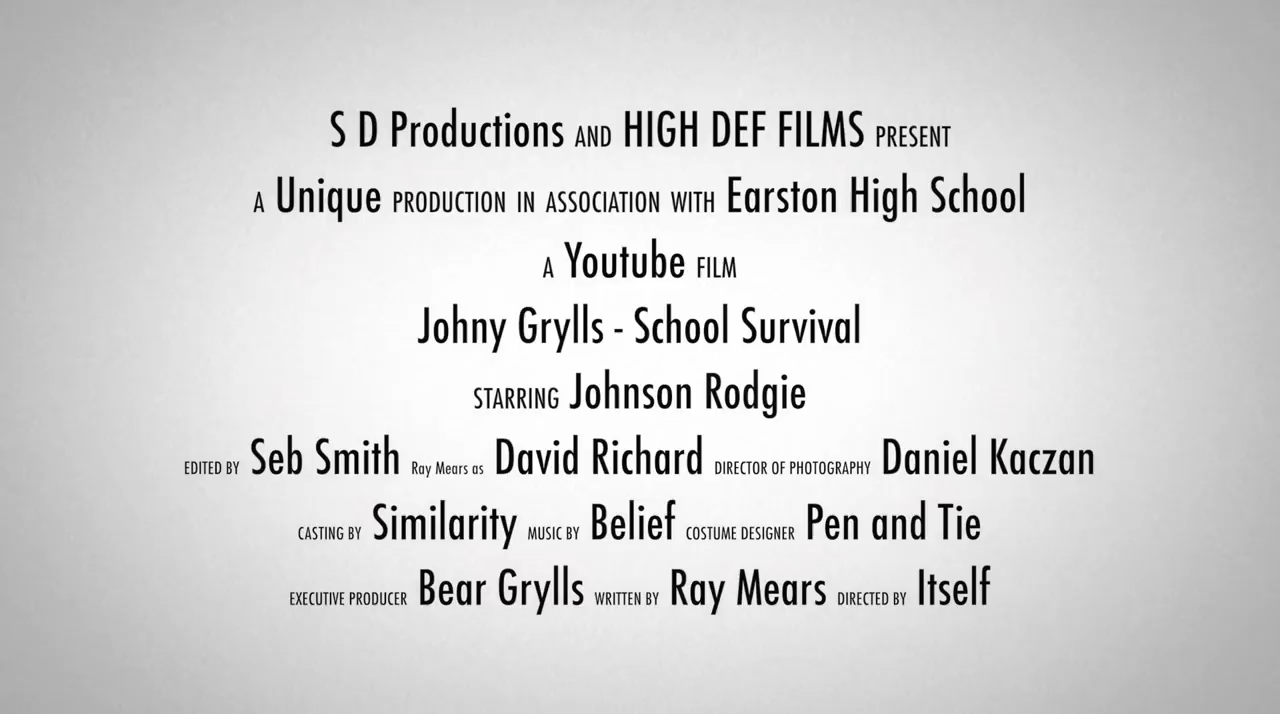 S D Productions AND HIGH DEF FILMS PRESENT
A Unique PRODUCTION IN ASSOCIATION WITH Earston High School
A Youtube FILM
Johny Grylls - School Survival
STARRING Johnson Rodgie
EDITED BY Seb Smith Ray Mears as David Richard DIRECTOR OF PHOTOGRAPHY Daniel Kaczan
CASTING BY Similarity MUSIC BY Belief COSTUME DESIGNER Pen and Tie
EXECUTIVE PRODUCER Bear Grylls WRITTEN BY Ray Mears DIRECTED BY Itself